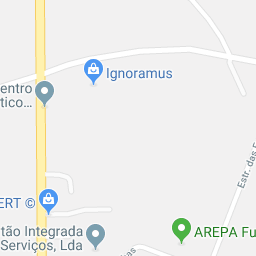 Ignoramus
entro
tico...
ERT ©
tão Integrada
Serviços, Lda
AREPA Fu
Estr. das F